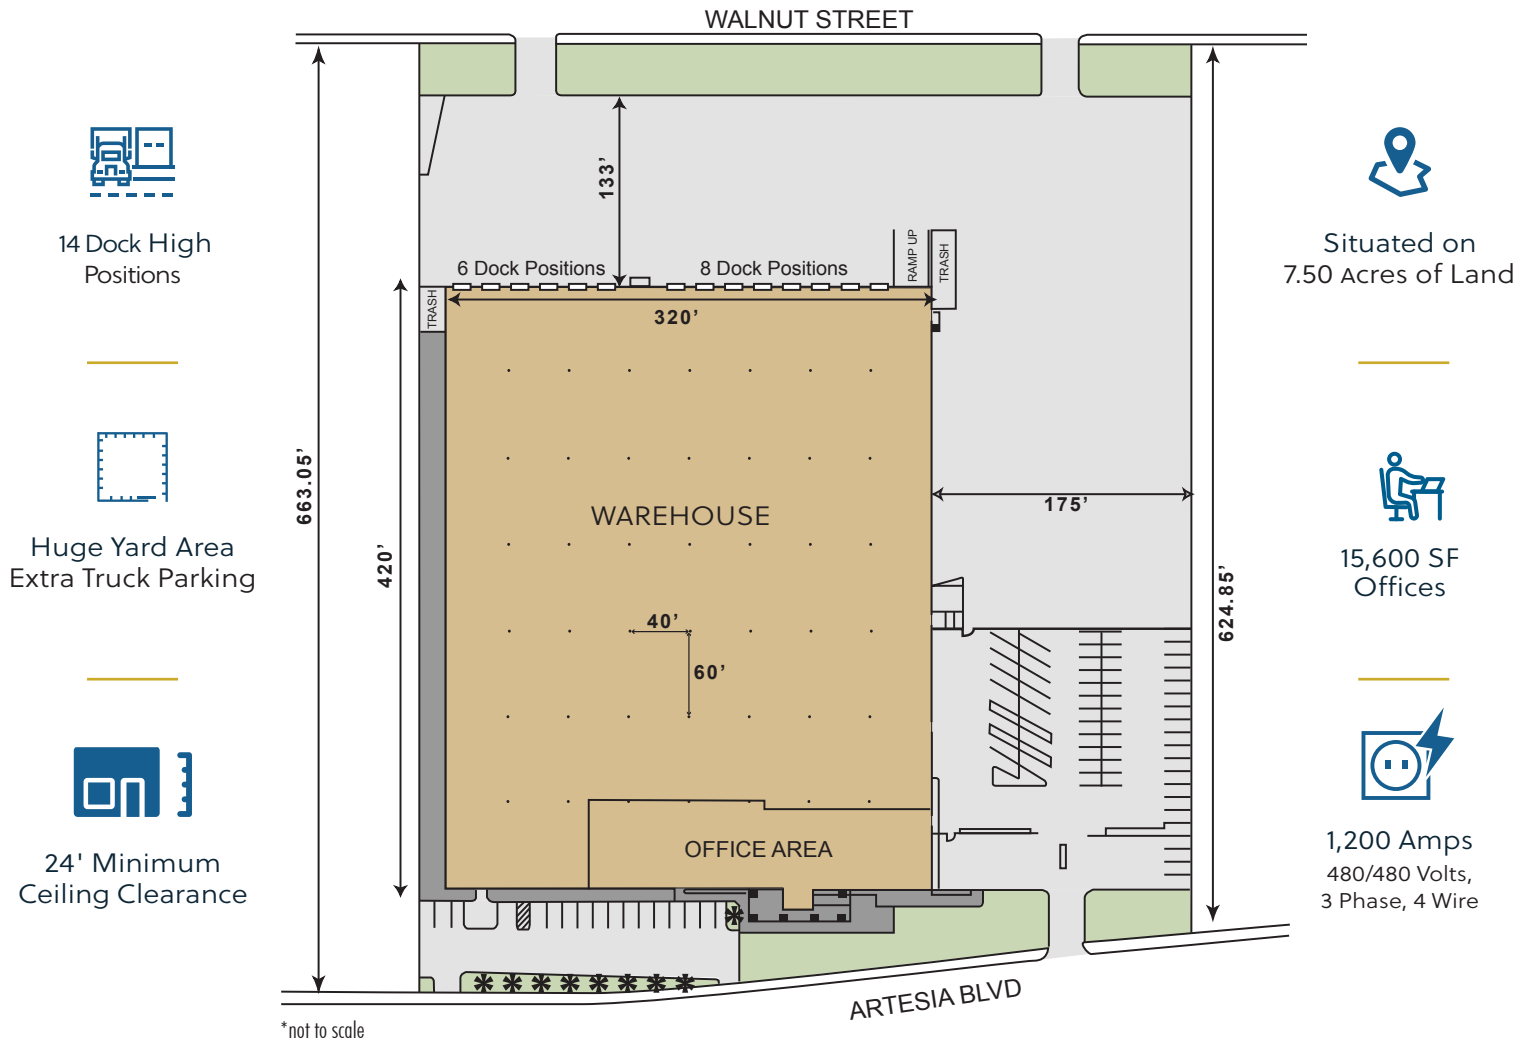 WALNUT STREET
14 Dock High
Positions
Huge Yard Area
Extra Truck Parking
24' Minimum
Ceiling Clearance
663.05’
420’
133’
6 Dock Positions
8 Dock Positions
RAMP UP
TRASH
TRASH
320’
WAREHOUSE
175’
40’
60’
OFFICE AREA
624.85’
ARTESIA BLVD
*not to scale
Situated on
7.50 Acres of Land
15,600 SF
Offices
1,200 Amps
480/480 Volts,
3 Phase, 4 Wire